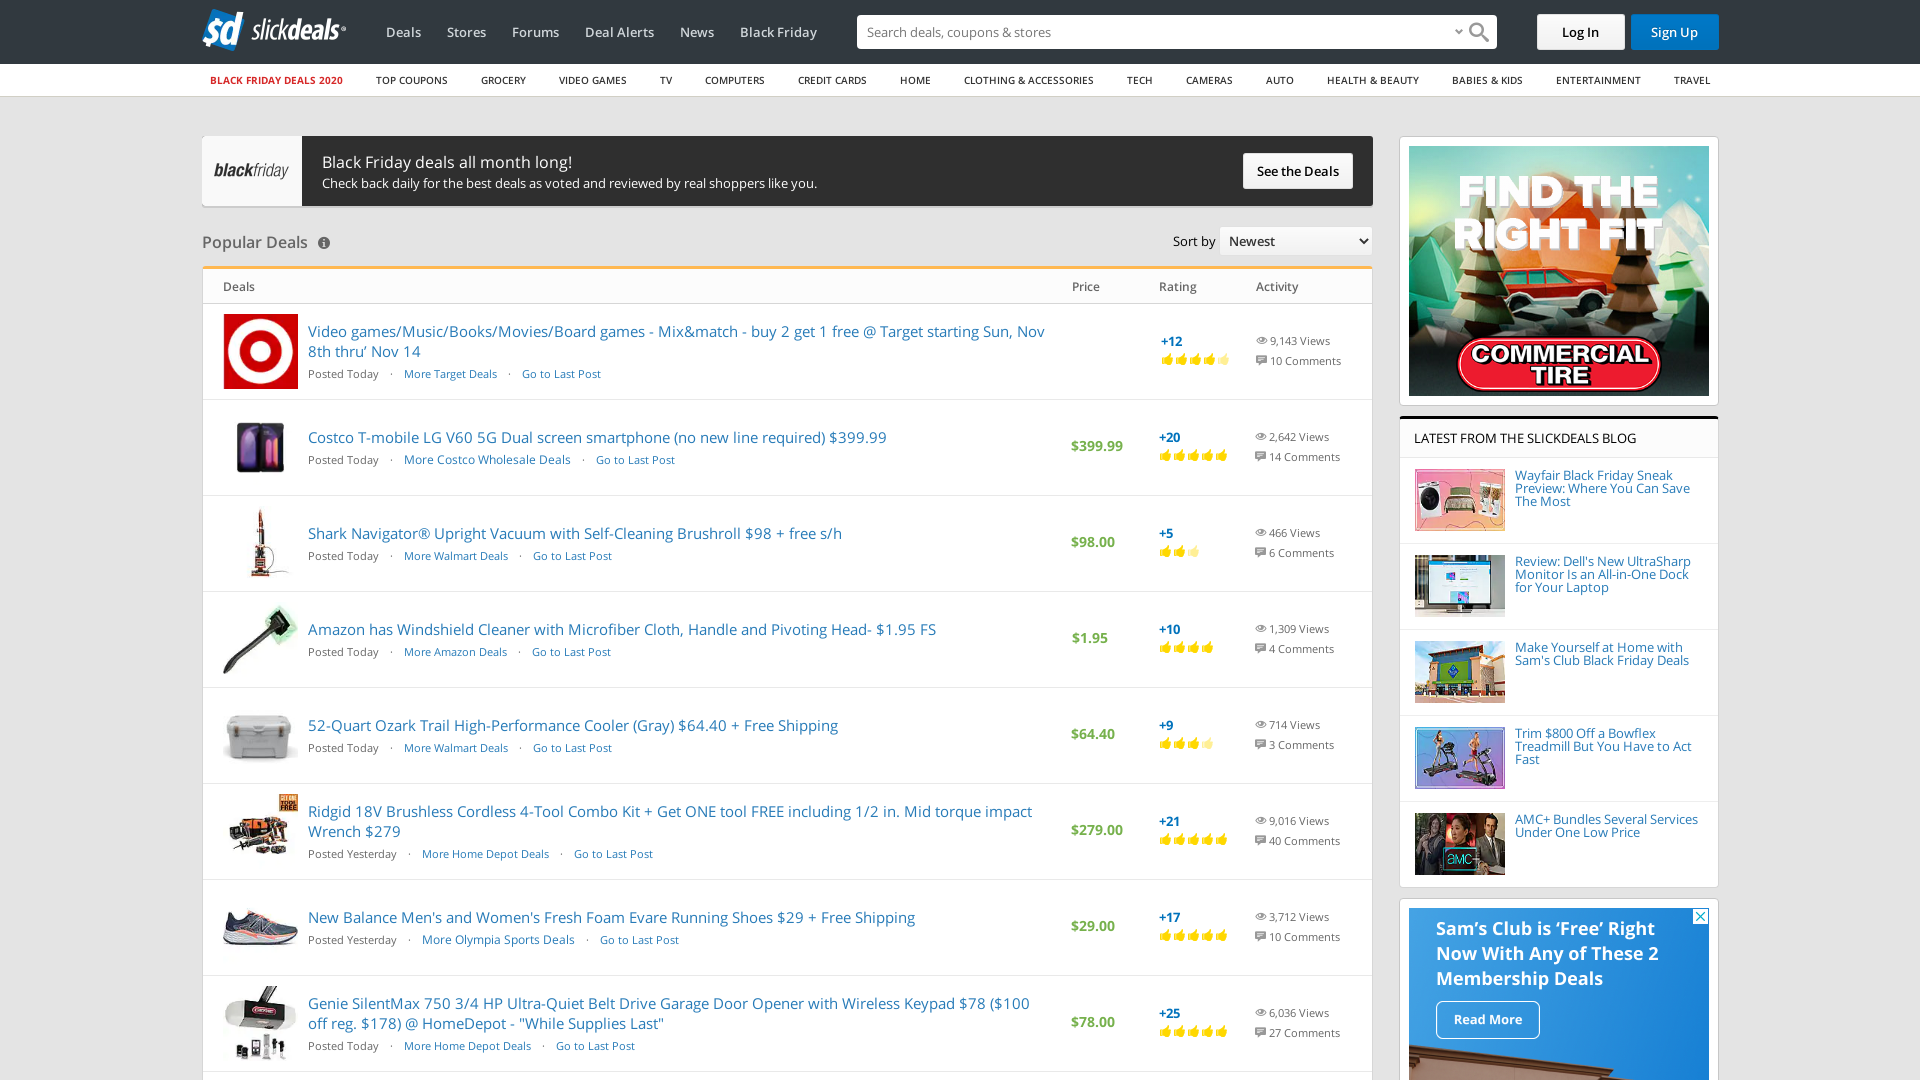 sd slickdeals®
Deals
Stores
Forums
Deal Alerts
News
Black Friday
Search deals, coupons & stores
Log In
Sign Up
BLACK FRIDAY DEALS 2020
TOP COUPONS
GROCERY
VIDEO GAMES
TV
COMPUTERS
CREDIT CARDS
HOME
CLOTHING & ACCESSORIES
TECH
CAMERAS
AUTO
HEALTH & BEAUTY
BABIES & KIDS
ENTERTAINMENT
TRAVEL
blackfriday
Black Friday deals all month long!
Check back daily for the best deals as voted and reviewed by real shoppers like you.
See the Deals
Popular Deals
Sort by Newest
Deals
Price
Rating
Activity
Video games/Music/Books/Movies/Board games - Mix&match - buy 2 get 1 free @ Target starting Sun, Nov
8th thru’ Nov 14
Posted Today · More Target Deals · Go to Last Post
+12
9,143 Views
10 Comments
Costco T-mobile LG V60 5G Dual screen smartphone (no new line required) $399.99
Posted Today · More Costco Wholesale Deals · Go to Last Post
$399.99
+20
2,642 Views
14 Comments
Shark Navigator® Upright Vacuum with Self-Cleaning Brushroll $98 + free s/h
Posted Today · More Walmart Deals · Go to Last Post
$98.00
+5
466 Views
6 Comments
Amazon has Windshield Cleaner with Microfiber Cloth, Handle and Pivoting Head- $1.95 FS
Posted Today · More Amazon Deals · Go to Last Post
$1.95
+10
1,309 Views
4 Comments
52-Quart Ozark Trail High-Performance Cooler (Gray) $64.40 + Free Shipping
Posted Today · More Walmart Deals · Go to Last Post
$64.40
+9
714 Views
3 Comments
TOOL
FREE
Ridgid 18V Brushless Cordless 4-Tool Combo Kit + Get ONE tool FREE including 1/2 in. Mid torque impact
Wrench $279
Posted Yesterday · More Home Depot Deals · Go to Last Post
$279.00
+21
9,016 Views
40 Comments
New Balance Men's and Women's Fresh Foam Evare Running Shoes $29 + Free Shipping
Posted Yesterday · More Olympia Sports Deals · Go to Last Post
$29.00
+17
3,712 Views
10 Comments
Genie SilentMax 750 3/4 HP Ultra-Quiet Belt Drive Garage Door Opener with Wireless Keypad $78 ($100
off reg. $178) @ HomeDepot - "While Supplies Last"
Posted Today · More Home Depot Deals · Go to Last Post
$78.00
+25
6,036 Views
27 Comments
FIND THE
RIGHT FIT
COMMERCIAL
TIRE
LATEST FROM THE SLICKDEALS BLOG
Wayfair Black Friday Sneak
Preview: Where You Can Save
The Most
Review: Dell's New UltraSharp
Monitor Is an All-in-One Dock
for Your Laptop
Make Yourself at Home with
Sam's Club Black Friday Deals
Trim $800 Off a Bowflex
Treadmill But You Have to Act
Fast
aMC+
AMC+ Bundles Several Services
Under One Low Price
Sam’s Club is ‘Free’ Right
Now With Any of These 2
Membership Deals
Read More